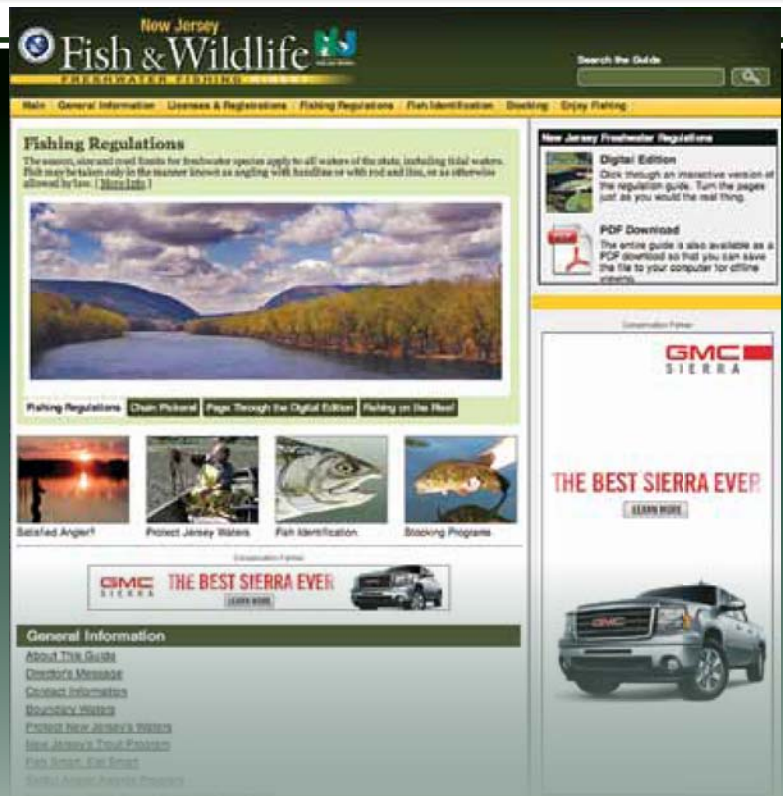 New Jersey
Fish & Wildlife
FRESHWATER FISHING DIGEST
Search the Guide
Main General Information Licenses & Registrations Fishing Regulations Fish Identification Stocking Enjoy Fishing
Fishing Regulations
The season, size and creel limits for freshwater species apply to all waters of the state, including tidal waters.
Fish may be taken only in the manner known as angling with handline or with rod and line, or as otherwise
allowed by law. [ More Info ]
Fishing Regulations Chain Pickerel Page Through the Digital Edition Fishing on the
Satisfied Angler? Protect Jersey Waters Fish Identification Stocking Programs
Conservation Partner
GMC
SIERRA
THE BEST SIERRA EVER
LEARN MORE
General Information
About This Guide
Director's Message
Contact Information
Boundary Waters
Protect New Jersey's Waters
New Jersey's Trout Program
Fish Smart, Eat Smart
Skillful Angler Awards Program
New Jersey Freshwater Regulations
Digital Edition
Click through an interactive version of
the regulation guide. Turn the pages
just as you would the real thing.
PDF Download
The entire guide is also available as a
PDF download so that you can save
the file to your computer for offline
viewing.
Conservation Partner
GMC
SIERRA
THE BEST SIERRA EVER
LEARN MORE
GMC